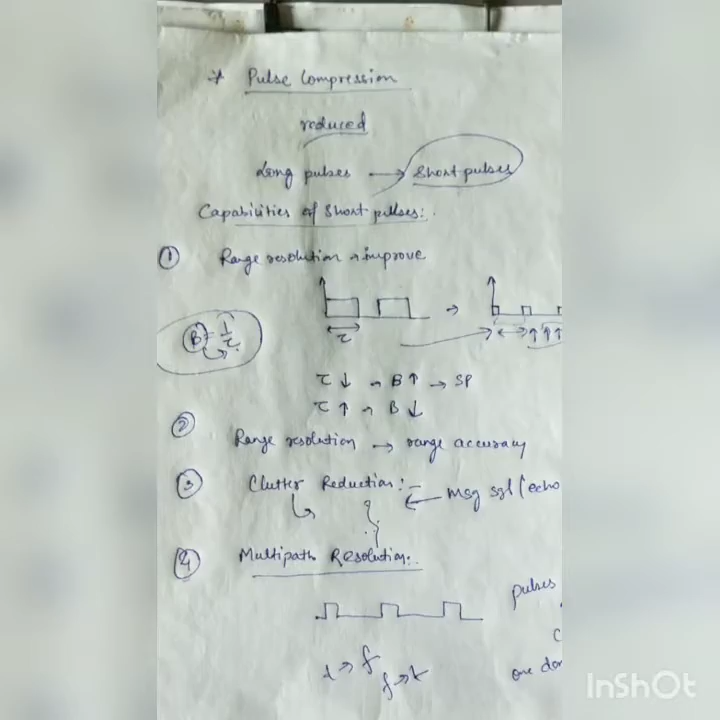 * Pulse Compression
reduced
Long pulses → Short pulses
Capabilities of Short pulses:.
① Range resolution → improve
τ
B = 1/τ
τ ↓ → B ↑ → SP
τ ↑ → B ↓
② Range resolution → range accuracy
③ Clutter Reduction:- ← Msg sgl (echo
④ Multipath Resolution:.
pulses
t → f
f → t
one
InShOt